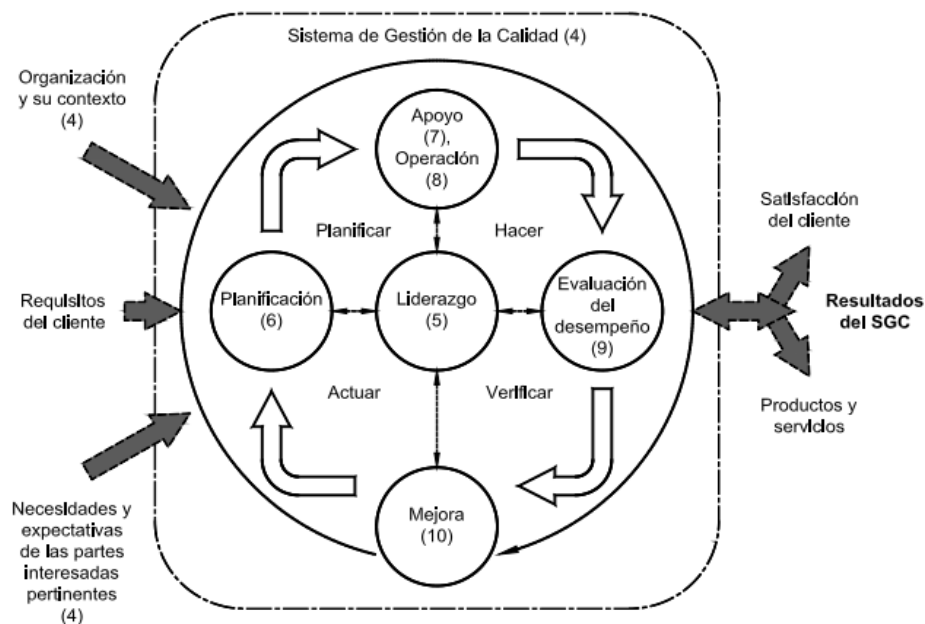 Sistema de Gestión de la Calidad (4)
Organización
y su contexto
(4)
Apoyo
(7),
Operación
(8)
Satisfacción
del cliente
Planificar
Hacer
Requisitos
del cliente
Planificación
(6)
Liderazgo
(5)
Evaluación
del
desempeño
(9)
Resultados
del SGC
Actuar
Verificar
Productos y
servicios
Necesidades y
expectativas
de las partes
interesadas
pertinentes
(4)
Mejora
(10)